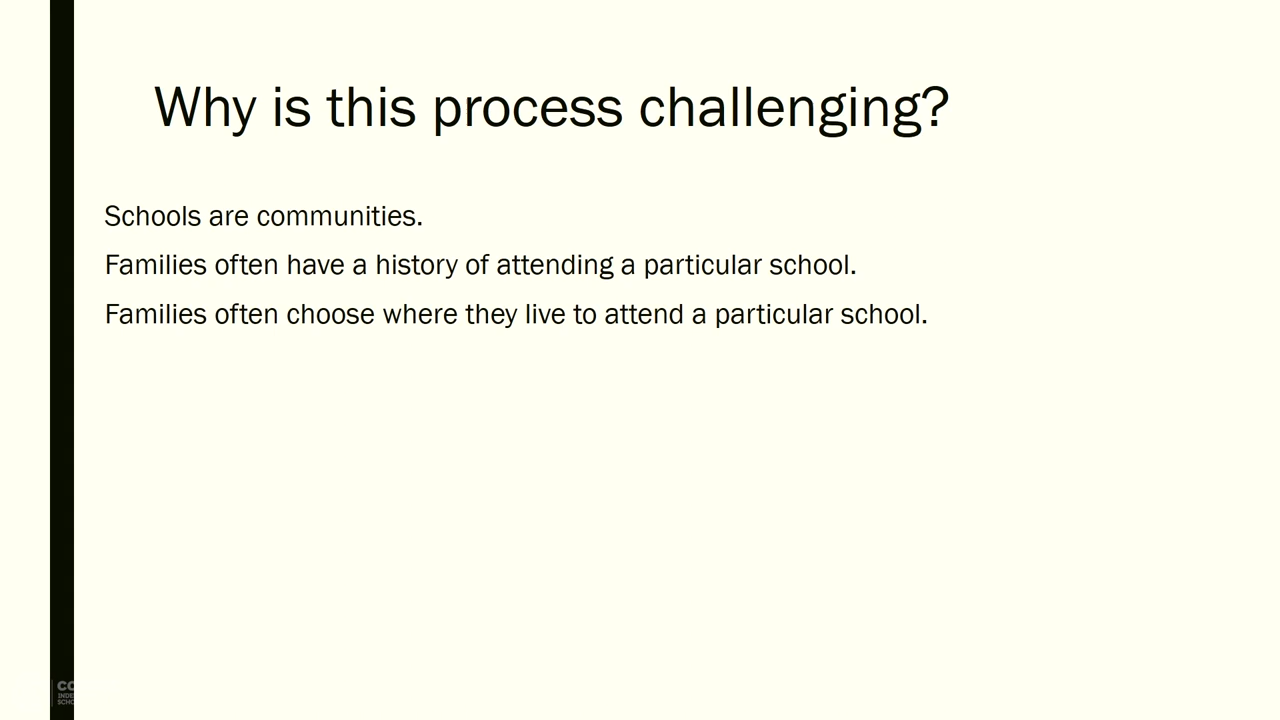 Why is this process challenging?
Schools are communities.
Families often have a history of attending a particular school.
Families often choose where they live to attend a particular school.